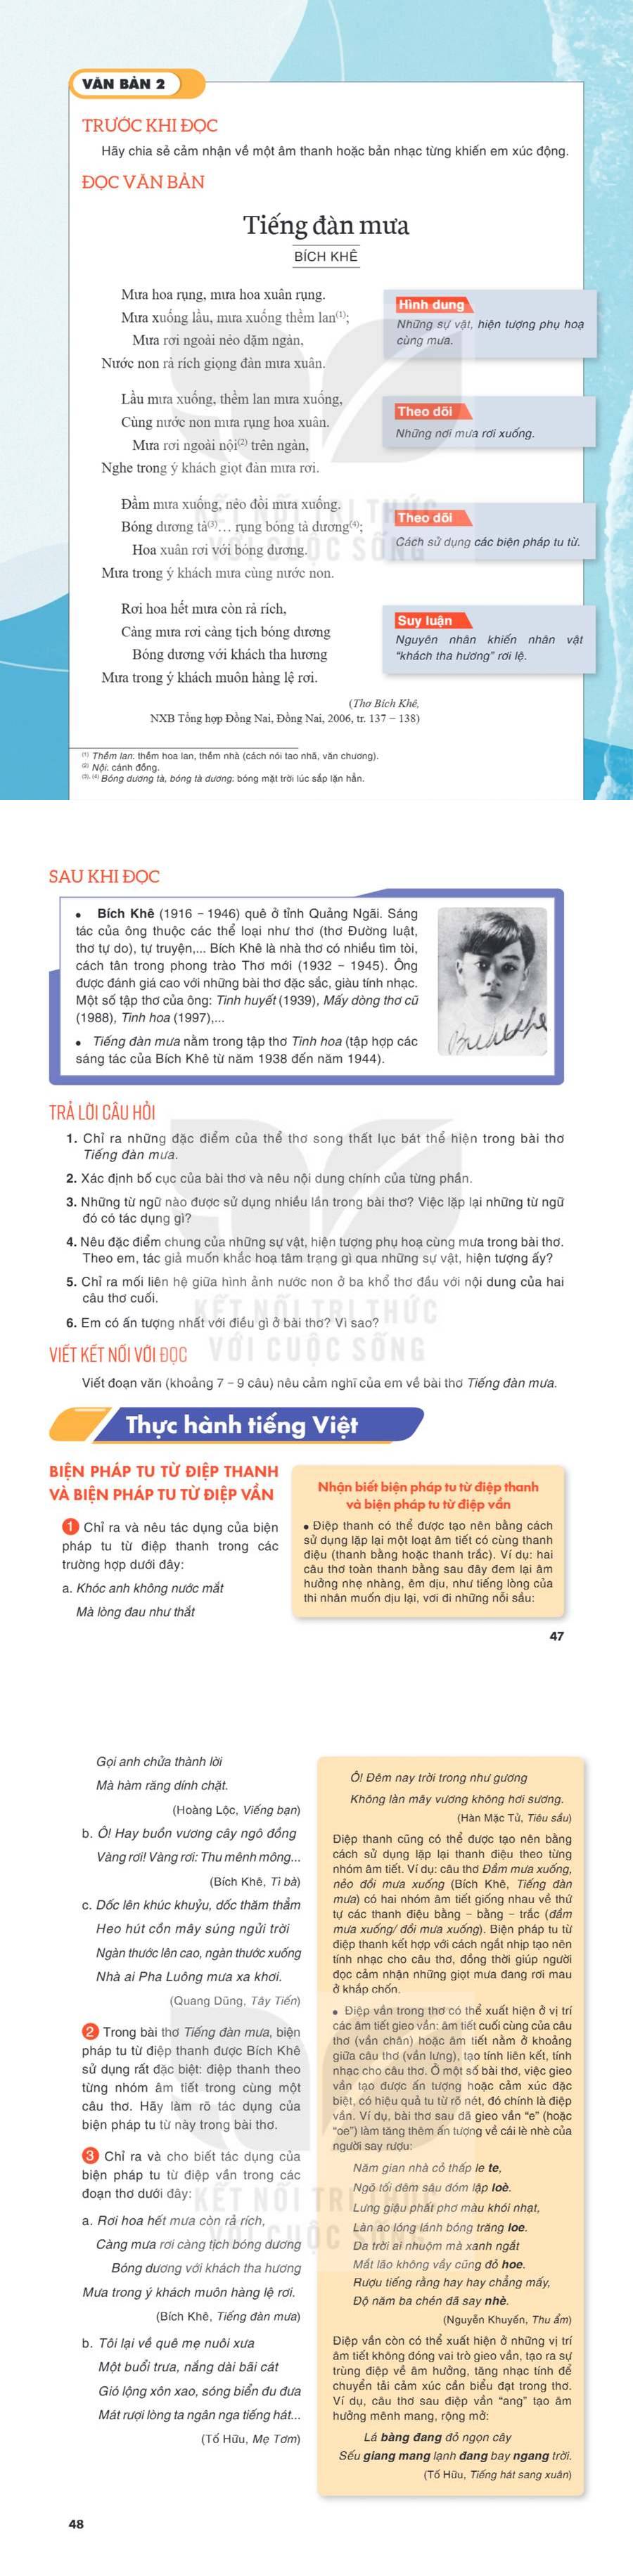 VĂN BẢN 2
TRƯỚC KHI ĐỌC
Hãy chia sẻ cảm nhận về một âm thanh hoặc bản nhạc từng khiến em xúc động.
ĐỌC VĂN BẢN
Tiếng đàn mưa
BÍCH KHÊ
Mưa hoa rụng, mưa hoa xuân rụng.
Mưa xuống lầu, mưa xuống thềm lan(1);
Mưa rơi ngoài nẻo dặm ngàn,
Nước non rả rích giọng đàn mưa xuân.
Hình dung
Những sự vật, hiện tượng phụ hoạ
cùng mưa.
Lầu mưa xuống, thềm lan mưa xuống,
Cùng nước non mưa rụng hoa xuân.
Mưa rơi ngoài nội(2) trên ngàn,
Nghe trong ý khách giọt đàn mưa rơi.
Theo dõi
Những nơi mưa rơi xuống.
Đầm mưa xuống, nẻo đồi mưa xuống.
Bóng dương tà(3)... rụng bóng tà dương(4);
Hoa xuân rơi với bóng dương.
Mưa trong ý khách mưa cùng nước non.
Theo dõi
Cách sử dụng các biện pháp tu từ.
Rơi hoa hết mưa còn rả rích,
Càng mưa rơi càng tịch bóng dương
Bóng dương với khách tha hương
Mưa trong ý khách muôn hàng lệ rơi.
Suy luận
Nguyên nhân khiến nhân vật
“khách tha hương” rơi lệ.
(Thơ Bích Khê,
NXB Tổng hợp Đồng Nai, Đồng Nai, 2006, tr. 137 – 138)
(1) Thềm lan: thềm hoa lan, thềm nhà (cách nói tao nhã, văn chương).
(2) Nội: cánh đồng.
(3), (4) Bóng dương tà, bóng tà dương: bóng mặt trời lúc sắp lặn hẳn.
KẾT NỐI TRI THỨC
VỚI CUỘC SỐNG
SAU KHI ĐỌC
• Bích Khê (1916 – 1946) quê ở tỉnh Quảng Ngãi. Sáng
tác của ông thuộc các thể loại như thơ (thơ Đường luật,
thơ tự do), tự truyện,... Bích Khê là nhà thơ có nhiều tìm tòi,
cách tân trong phong trào Thơ mới (1932 – 1945). Ông
được đánh giá cao với những bài thơ đặc sắc, giàu tính nhạc.
Một số tập thơ của ông: Tinh huyết (1939), Mấy dòng thơ cũ
(1988), Tinh hoa (1997),...
• Tiếng đàn mưa nằm trong tập thơ Tinh hoa (tập hợp các
sáng tác của Bích Khê từ năm 1938 đến năm 1944).
TRẢ LỜI CÂU HỎI
1. Chỉ ra những đặc điểm của thể thơ song thất lục bát thể hiện trong bài thơ
Tiếng đàn mưa.
2. Xác định bố cục của bài thơ và nêu nội dung chính của từng phần.
3. Những từ ngữ nào được sử dụng nhiều lần trong bài thơ? Việc lặp lại những từ ngữ
đó có tác dụng gì?
4. Nêu đặc điểm chung của những sự vật, hiện tượng phụ hoạ cùng mưa trong bài thơ.
Theo em, tác giả muốn khắc hoạ tâm trạng gì qua những sự vật, hiện tượng ấy?
5. Chỉ ra mối liên hệ giữa hình ảnh nước non ở ba khổ thơ đầu với nội dung của hai
câu thơ cuối.
6. Em có ấn tượng nhất với điều gì ở bài thơ? Vì sao?
KẾT NỐI TRI THỨC
VỚI CUỘC SỐNG
VIẾT KẾT NỐI VỚI ĐỌC
Viết đoạn văn (khoảng 7 – 9 câu) nêu cảm nghĩ của em về bài thơ Tiếng đàn mưa.
Thực hành tiếng Việt
BIỆN PHÁP TU TỪ ĐIỆP THANH
VÀ BIỆN PHÁP TU TỪ ĐIỆP VẦN
1 Chỉ ra và nêu tác dụng của biện
pháp tu từ điệp thanh trong các
trường hợp dưới đây:
a. Khóc anh không nước mắt
Mà lòng đau như thắt
Nhận biết biện pháp tu từ điệp thanh
và biện pháp tu từ điệp vần
• Điệp thanh có thể được tạo nên bằng cách
sử dụng lặp lại một loạt âm tiết có cùng thanh
điệu (thanh bằng hoặc thanh trắc). Ví dụ: hai
câu thơ toàn thanh bằng sau đây đem lại âm
hưởng nhẹ nhàng, êm dịu, như tiếng lòng của
thi nhân muốn dịu lại, vơi đi những nỗi sầu:
47
Gọi anh chửa thành lời
Mà hàm răng dính chặt.
(Hoàng Lộc, Viếng bạn)
b. Ô! Hay buồn vương cây ngô đồng
Vàng rơi! Vàng rơi: Thu mênh mông...
(Bích Khê, Tì bà)
c. Dốc lên khúc khuỷu, dốc thăm thẳm
Heo hút cồn mây súng ngửi trời
Ngàn thước lên cao, ngàn thước xuống
Nhà ai Pha Luông mưa xa khơi.
(Quang Dũng, Tây Tiến)
2 Trong bài thơ Tiếng đàn mưa, biện
pháp tu từ điệp thanh được Bích Khê
sử dụng rất đặc biệt: điệp thanh theo
từng nhóm âm tiết trong cùng một
câu thơ. Hãy làm rõ tác dụng của
biện pháp tu từ này trong bài thơ.
3 Chỉ ra và cho biết tác dụng của
biện pháp tu từ điệp vần trong các
đoạn thơ dưới đây:
a. Rơi hoa hết mưa còn rả rích,
Càng mưa rơi càng tịch bóng dương
Bóng dương với khách tha hương
Mưa trong ý khách muôn hàng lệ rơi.
(Bích Khê, Tiếng đàn mưa)
b. Tôi lại về quê mẹ nuôi xưa
Một buổi trưa, nắng dài bãi cát
Gió lộng xôn xao, sóng biển đu đưa
Mát rượi lòng ta ngân nga tiếng hát...
(Tố Hữu, Mẹ Tơm)
Ô! Đêm nay trời trong như gương
Không làn mây vương không hơi sương.
(Hàn Mặc Tử, Tiêu sầu)
Điệp thanh cũng có thể được tạo nên bằng
cách sử dụng lặp lại thanh điệu theo từng
nhóm âm tiết. Ví dụ: câu thơ Đầm mưa xuống,
nẻo đồi mưa xuống (Bích Khê, Tiếng đàn
mưa) có hai nhóm âm tiết giống nhau về thứ
tự các thanh điệu bằng – bằng – trắc (đầm
mưa xuống/ đồi mưa xuống). Biện pháp tu từ
điệp thanh kết hợp với cách ngắt nhịp tạo nên
tính nhạc cho câu thơ, đồng thời giúp người
đọc cảm nhận những giọt mưa đang rơi mau
ở khắp chốn.
• Điệp vần trong thơ có thể xuất hiện ở vị trí
các âm tiết gieo vần: âm tiết cuối cùng của câu
thơ (vần chân) hoặc âm tiết nằm ở khoảng
giữa câu thơ (vần lưng), tạo tính liên kết, tính
nhạc cho câu thơ. Ở một số bài thơ, việc gieo
vần tạo được ấn tượng hoặc cảm xúc đặc
biệt, có hiệu quả tu từ rõ nét, đó chính là điệp
vần. Ví dụ, bài thơ sau đã gieo vần “e” (hoặc
“oe”) làm tăng thêm ấn tượng về cái lè nhè của
người say rượu:
Năm gian nhà cỏ thấp le te,
Ngõ tối đêm sâu đóm lập loè.
Lưng giậu phất phơ màu khói nhạt,
Làn ao lóng lánh bóng trăng loe.
Da trời ai nhuộm mà xanh ngắt
Mắt lão không vầy cũng đỏ hoe.
Rượu tiếng rằng hay hay chẳng mấy,
Độ năm ba chén đã say nhè.
(Nguyễn Khuyến, Thu ẩm)
Điệp vần còn có thể xuất hiện ở những vị trí
âm tiết không đóng vai trò gieo vần, tạo ra sự
trùng điệp về âm hưởng, tăng nhạc tính để
chuyển tải cảm xúc cần biểu đạt trong thơ.
Ví dụ, câu thơ sau điệp vần “ang” tạo âm
hưởng mênh mang, rộng mở:
Lá bàng đang đỏ ngọn cây
Sếu giang mang lạnh đang bay ngang trời.
(Tố Hữu, Tiếng hát sang xuân)
KẾT NỐI TRI THỨC
VỚI CUỘC SỐNG
48